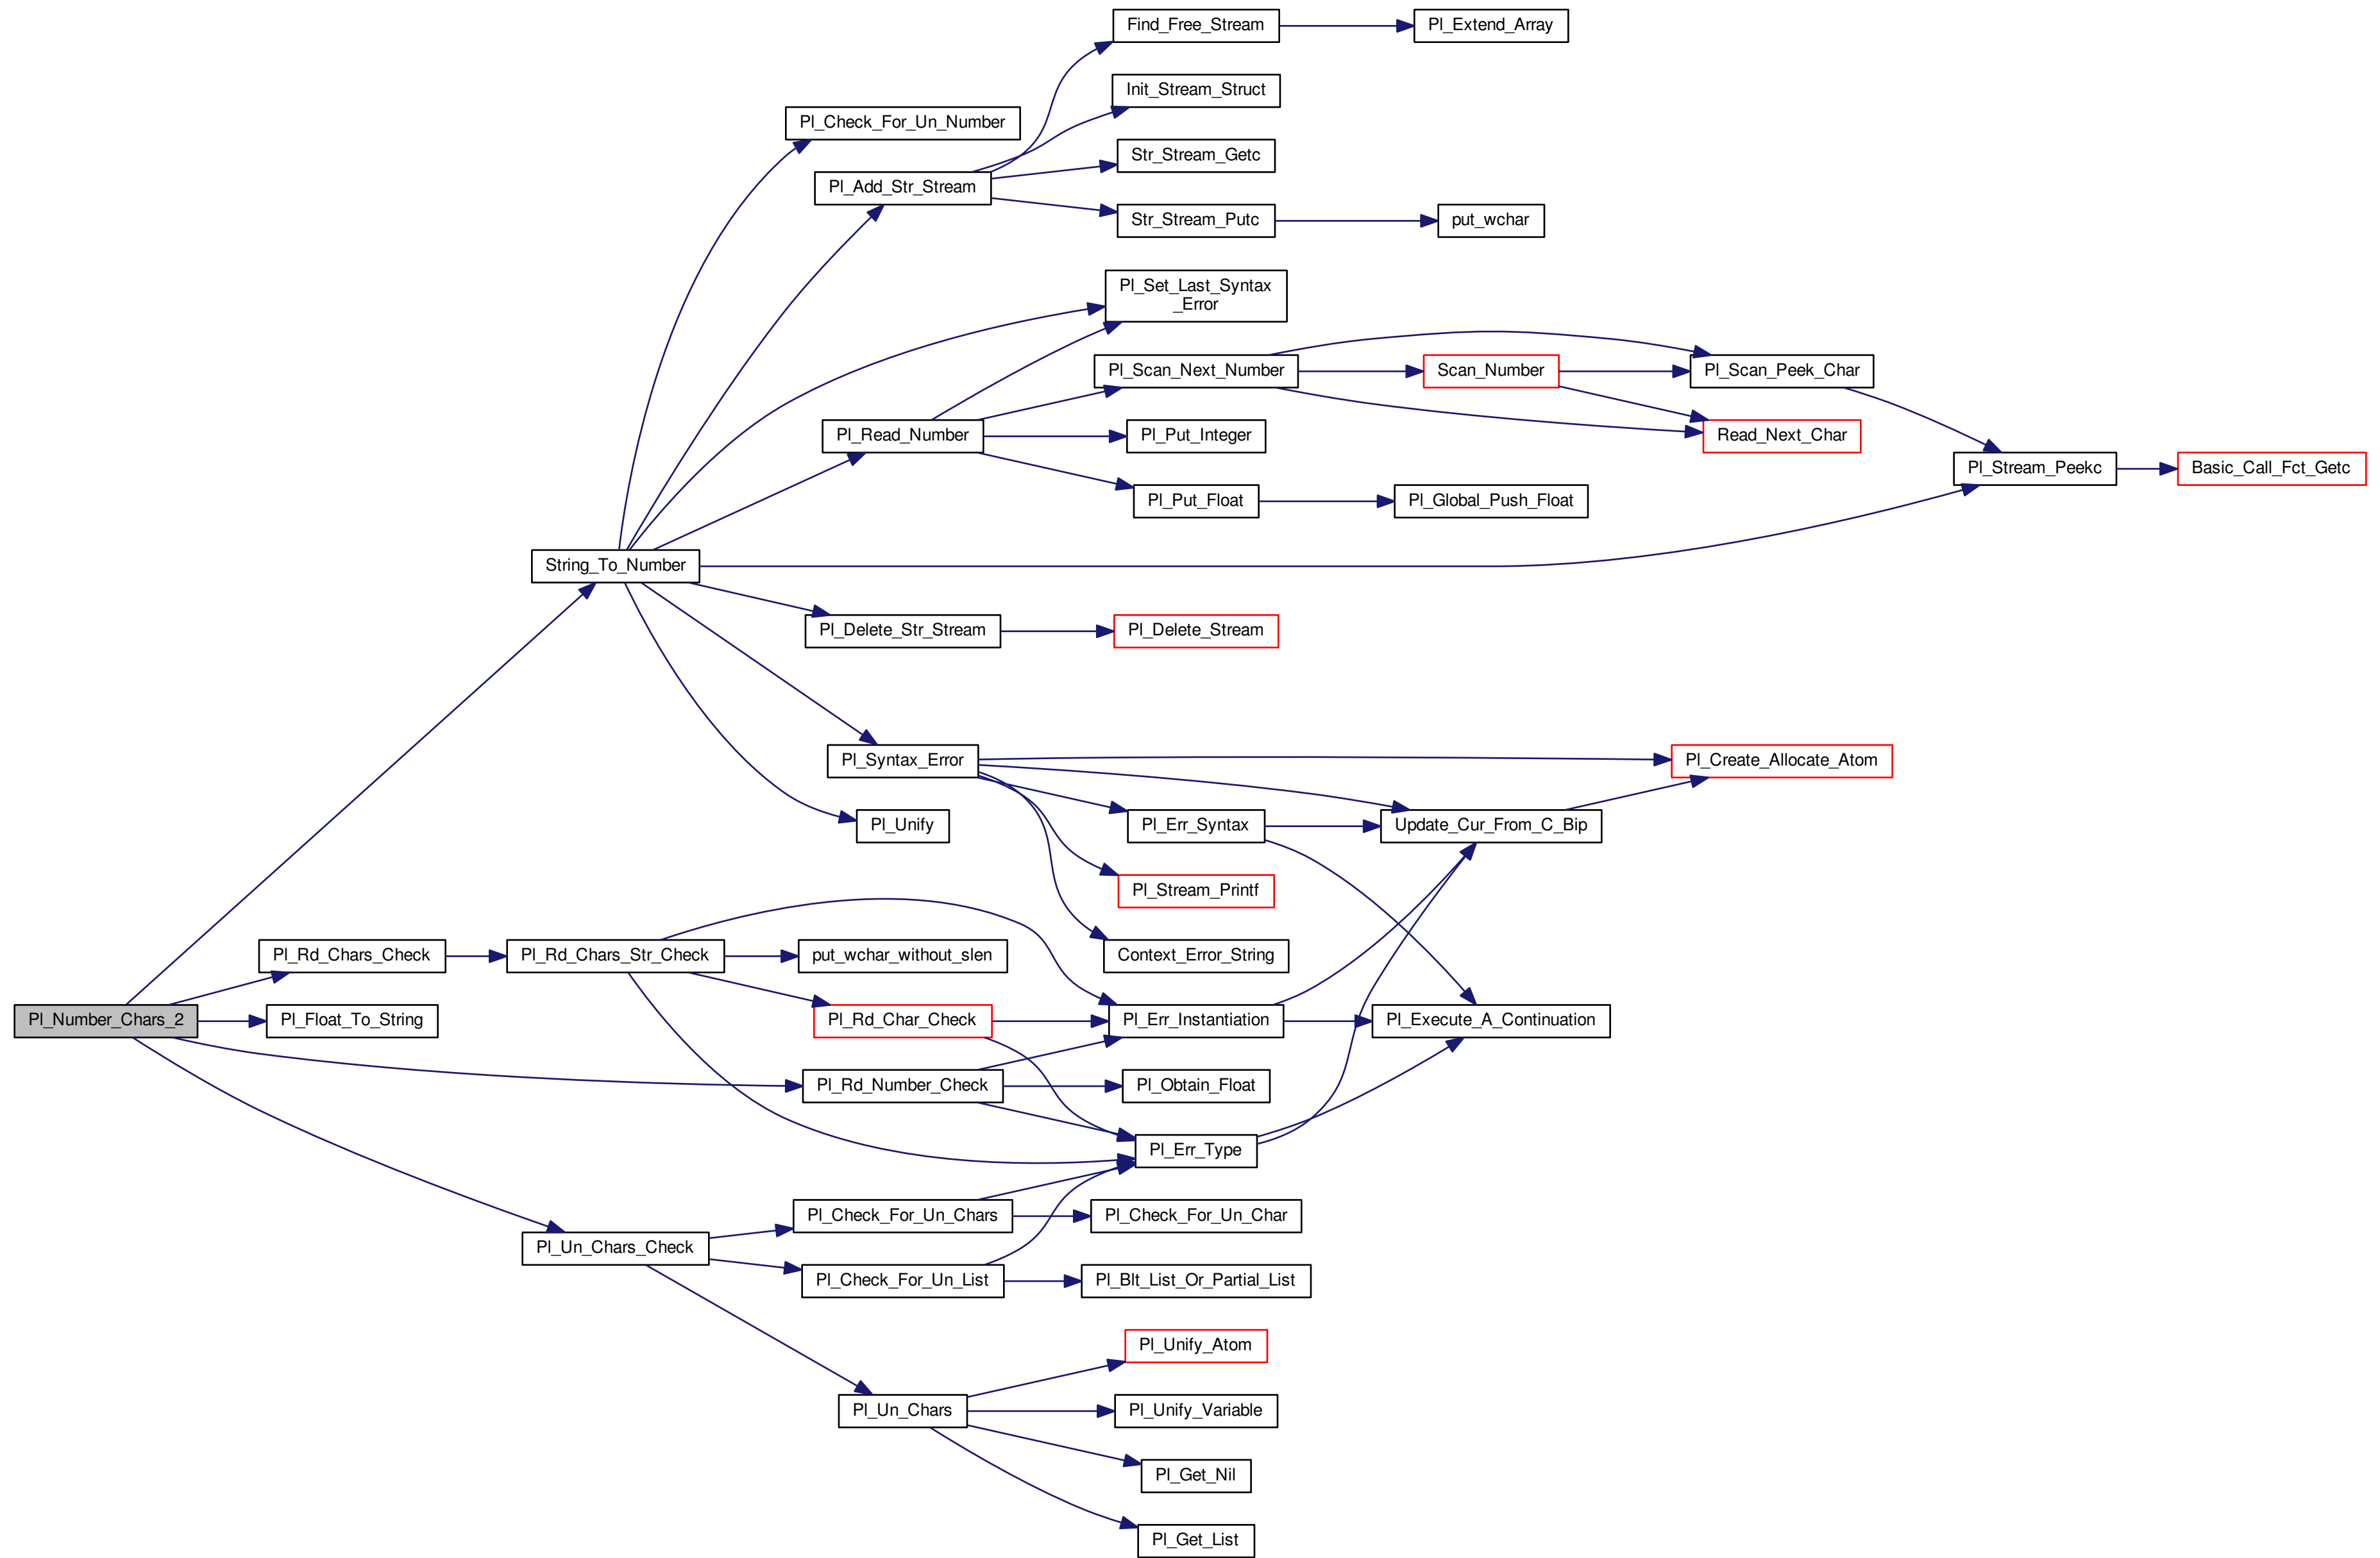 Find_Free_Stream
Pl_Extend_Array
Init_Stream_Struct
Pl_Check_For_Un_Number
Str_Stream_Getc
Pl_Add_Str_Stream
Str_Stream_Putc
put_wchar
Pl_Set_Last_Syntax
_Error
Pl_Scan_Next_Number
Scan_Number
Pl_Scan_Peek_Char
Pl_Read_Number
Pl_Put_Integer
Read_Next_Char
Pl_Stream_Peekc
Basic_Call_Fct_Getc
Pl_Put_Float
Pl_Global_Push_Float
String_To_Number
Pl_Delete_Str_Stream
Pl_Delete_Stream
Pl_Syntax_Error
Pl_Create_Allocate_Atom
Pl_Unify
Pl_Err_Syntax
Update_Cur_From_C_Bip
Pl_Stream_Printf
Pl_Rd_Chars_Check
Pl_Rd_Chars_Str_Check
put_wchar_without_slen
Context_Error_String
Pl_Number_Chars_2
Pl_Float_To_String
Pl_Rd_Char_Check
Pl_Err_Instantiation
Pl_Execute_A_Continuation
Pl_Rd_Number_Check
Pl_Obtain_Float
Pl_Err_Type
Pl_Check_For_Un_Chars
Pl_Check_For_Un_Char
Pl_Un_Chars_Check
Pl_Check_For_Un_List
Pl_Blt_List_Or_Partial_List
Pl_Unify_Atom
Pl_Un_Chars
Pl_Unify_Variable
Pl_Get_Nil
Pl_Get_List